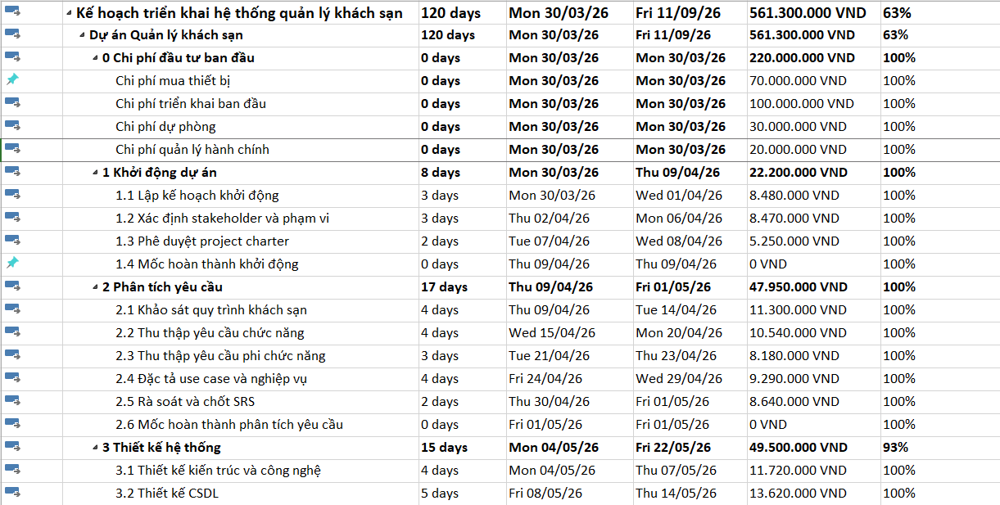 Kế hoạch triển khai hệ thống quản lý khách sạn 120 days Mon 30/03/26 Fri 11/09/26 561.300.000 VND 63%
Dự án Quản lý khách sạn 120 days Mon 30/03/26 Fri 11/09/26 561.300.000 VND 63%
0 Chi phí đầu tư ban đầu 0 days Mon 30/03/26 Mon 30/03/26 220.000.000 VND 100%
Chi phí mua thiết bị 0 days Mon 30/03/26 Mon 30/03/26 70.000.000 VND 100%
Chi phí triển khai ban đầu 0 days Mon 30/03/26 Mon 30/03/26 100.000.000 VND 100%
Chi phí dự phòng 0 days Mon 30/03/26 Mon 30/03/26 30.000.000 VND 100%
Chi phí quản lý hành chính 0 days Mon 30/03/26 Mon 30/03/26 20.000.000 VND 100%
1 Khởi động dự án 8 days Mon 30/03/26 Thu 09/04/26 22.200.000 VND 100%
1.1 Lập kế hoạch khởi động 3 days Mon 30/03/26 Wed 01/04/26 8.480.000 VND 100%
1.2 Xác định stakeholder và phạm vi 3 days Thu 02/04/26 Mon 06/04/26 8.470.000 VND 100%
1.3 Phê duyệt project charter 2 days Tue 07/04/26 Wed 08/04/26 5.250.000 VND 100%
1.4 Mốc hoàn thành khởi động 0 days Thu 09/04/26 Thu 09/04/26 0 VND 100%
2 Phân tích yêu cầu 17 days Thu 09/04/26 Fri 01/05/26 47.950.000 VND 100%
2.1 Khảo sát quy trình khách sạn 4 days Thu 09/04/26 Tue 14/04/26 11.300.000 VND 100%
2.2 Thu thập yêu cầu chức năng 4 days Wed 15/04/26 Mon 20/04/26 10.540.000 VND 100%
2.3 Thu thập yêu cầu phi chức năng 3 days Tue 21/04/26 Thu 23/04/26 8.180.000 VND 100%
2.4 Đặc tả use case và nghiệp vụ 4 days Fri 24/04/26 Wed 29/04/26 9.290.000 VND 100%
2.5 Rà soát và chốt SRS 2 days Thu 30/04/26 Fri 01/05/26 8.640.000 VND 100%
2.6 Mốc hoàn thành phân tích yêu cầu 0 days Fri 01/05/26 Fri 01/05/26 0 VND 100%
3 Thiết kế hệ thống 15 days Mon 04/05/26 Fri 22/05/26 49.500.000 VND 93%
3.1 Thiết kế kiến trúc và công nghệ 4 days Mon 04/05/26 Thu 07/05/26 11.720.000 VND 100%
3.2 Thiết kế CSDL 5 days Fri 08/05/26 Thu 14/05/26 13.620.000 VND 100%